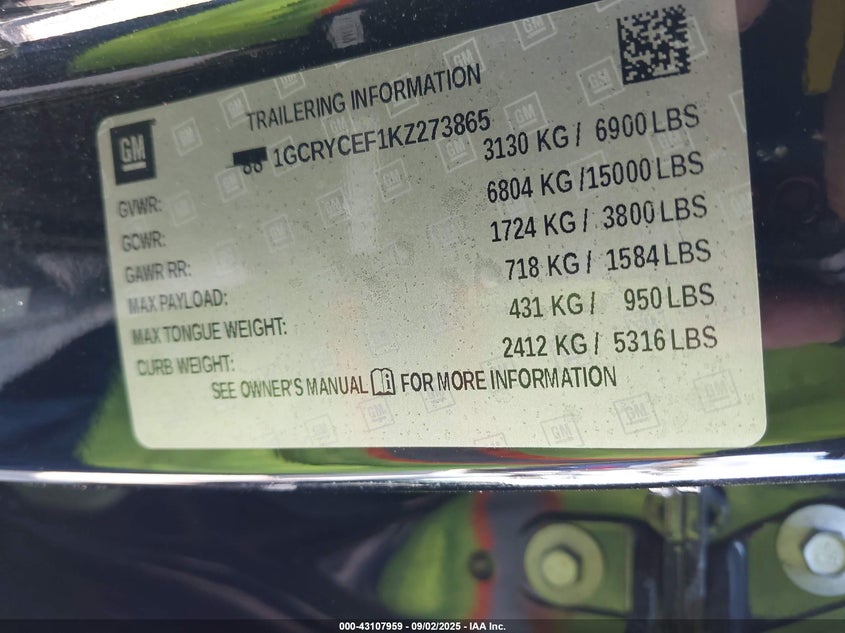 GM
TRAILERING INFORMATION
1GCRYCEF1KZ273865
GVWR: 3130 KG / 6900 LBS
GCWR: 6804 KG /15000 LBS
GAWR RR: 1724 KG / 3800 LBS
MAX PAYLOAD: 718 KG / 1584 LBS
MAX TONGUE WEIGHT: 431 KG / 950 LBS
CURB WEIGHT: 2412 KG / 5316 LBS
SEE OWNER'S MANUAL FOR MORE INFORMATION
000-43107959 - 09/02/2025 - IAA Inc.